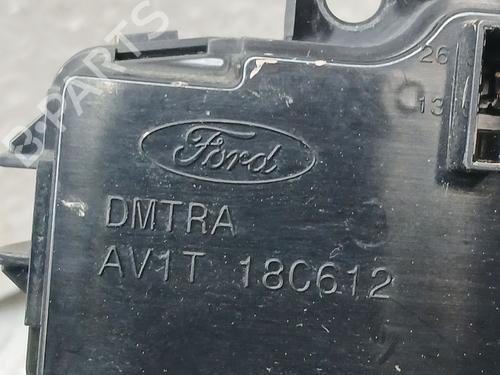 B-PARTS
26
13
Ford
DMTRA
AV1T 18C612